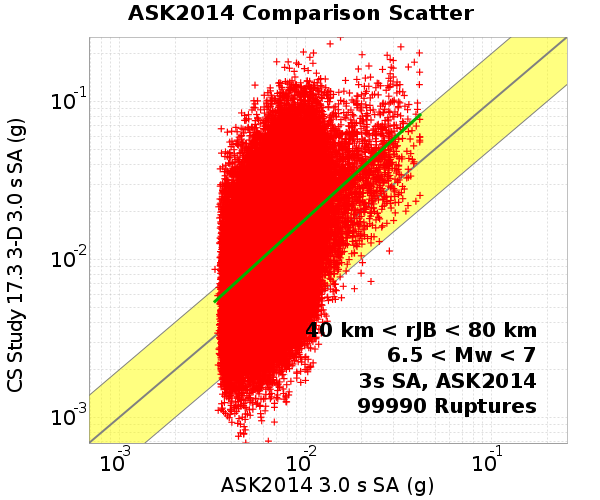 ASK2014 Comparison Scatter
CS Study 17.3 3-D 3.0 s SA (g)
10-1
10-2
10-3
40 km < rJB < 80 km
6.5 < Mw < 7
3s SA, ASK2014
99990 Ruptures
10-3 10-2 10-1
ASK2014 3.0 s SA (g)